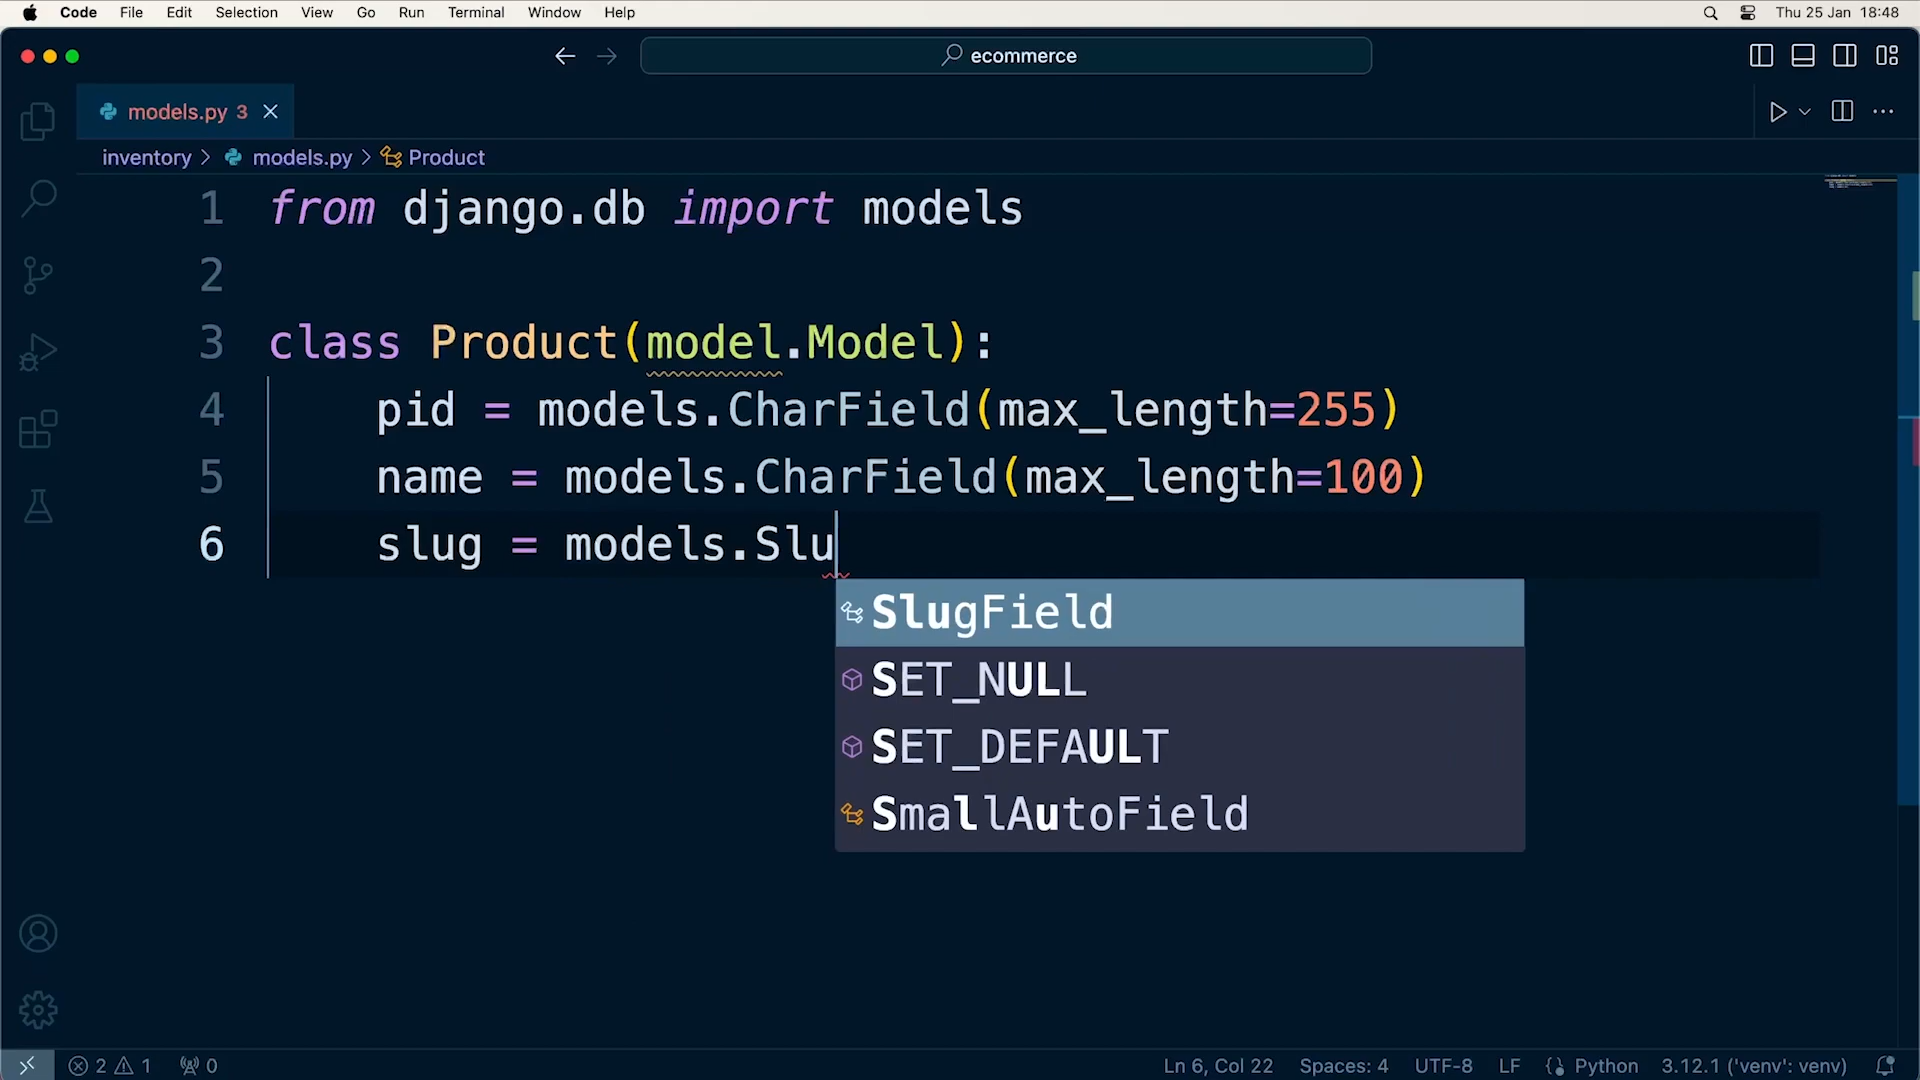 Code File Edit Selection View Go Run Terminal Window Help Thu 25 Jan 18:48
ecommerce
models.py 3
inventory > models.py > Product
1 from django.db import models
2
3 class Product(model.Model):
4 pid = models.CharField(max_length=255)
5 name = models.CharField(max_length=100)
6 slug = models.Slu
SlugField
SET_NULL
SET_DEFAULT
SmallAutoField
2 1 0 Ln 6, Col 22 Spaces: 4 UTF-8 LF Python 3.12.1 ('venv': venv)